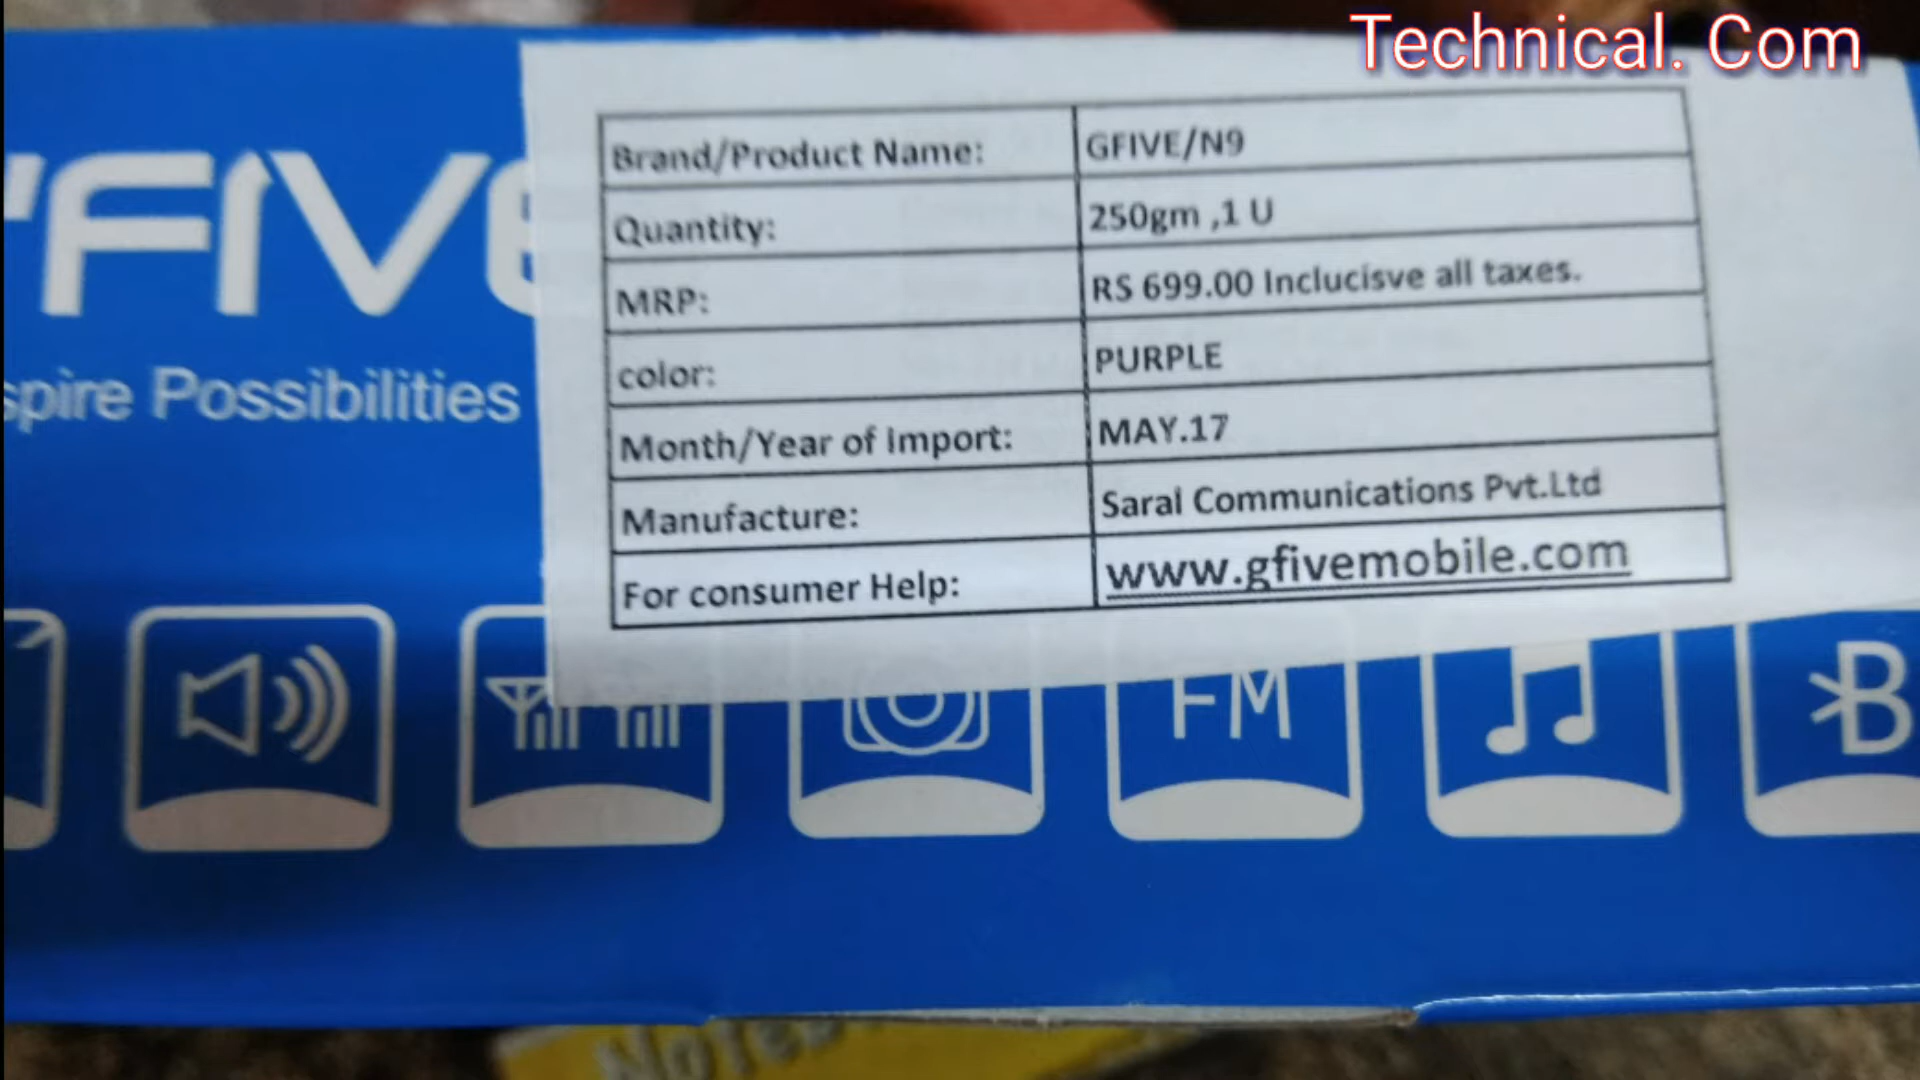 Technical. Com
Brand/Product Name: GFIVE/N9
Quantity: 250gm ,1 U
MRP: RS 699.00 Inclucisve all taxes.
color: PURPLE
Month/Year of Import: MAY.17
Manufacture: Saral Communications Pvt.Ltd
For consumer Help: www.gfivemobile.com
FIVE
spire Possibilities
FM